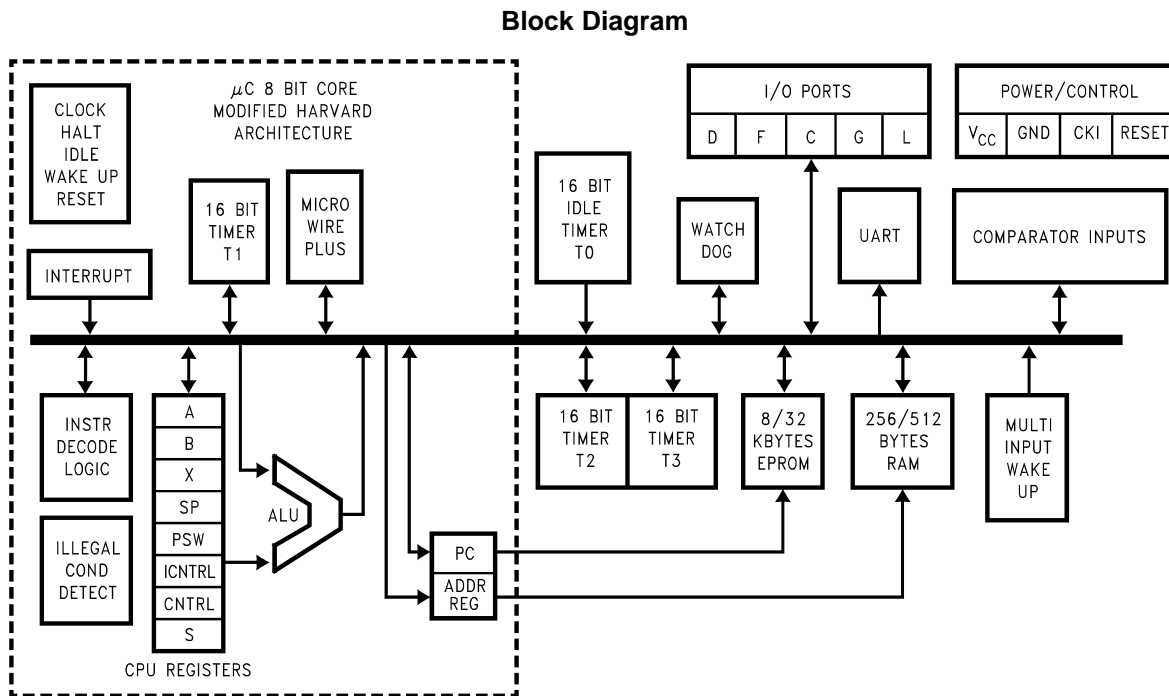 Block Diagram
CLOCK
HALT
IDLE
WAKE UP
RESET
μC 8 BIT CORE
MODIFIED HARVARD
ARCHITECTURE
16 BIT
TIMER
T1
MICRO
WIRE
PLUS
INTERRUPT
16 BIT
IDLE
TIMER
T0
WATCH
DOG
I/O PORTS
D F C G L
UART
POWER/CONTROL
VCC GND CKI RESET
COMPARATOR INPUTS
INSTR
DECODE
LOGIC
ILLEGAL
COND
DETECT
A
B
X
SP
PSW
ICNTRL
CNTRL
S
CPU REGISTERS
ALU
PC
ADDR
REG
16 BIT
TIMER
T2
16 BIT
TIMER
T3
8/32
KBYTES
EPROM
256/512
BYTES
RAM
MULTI
INPUT
WAKE
UP